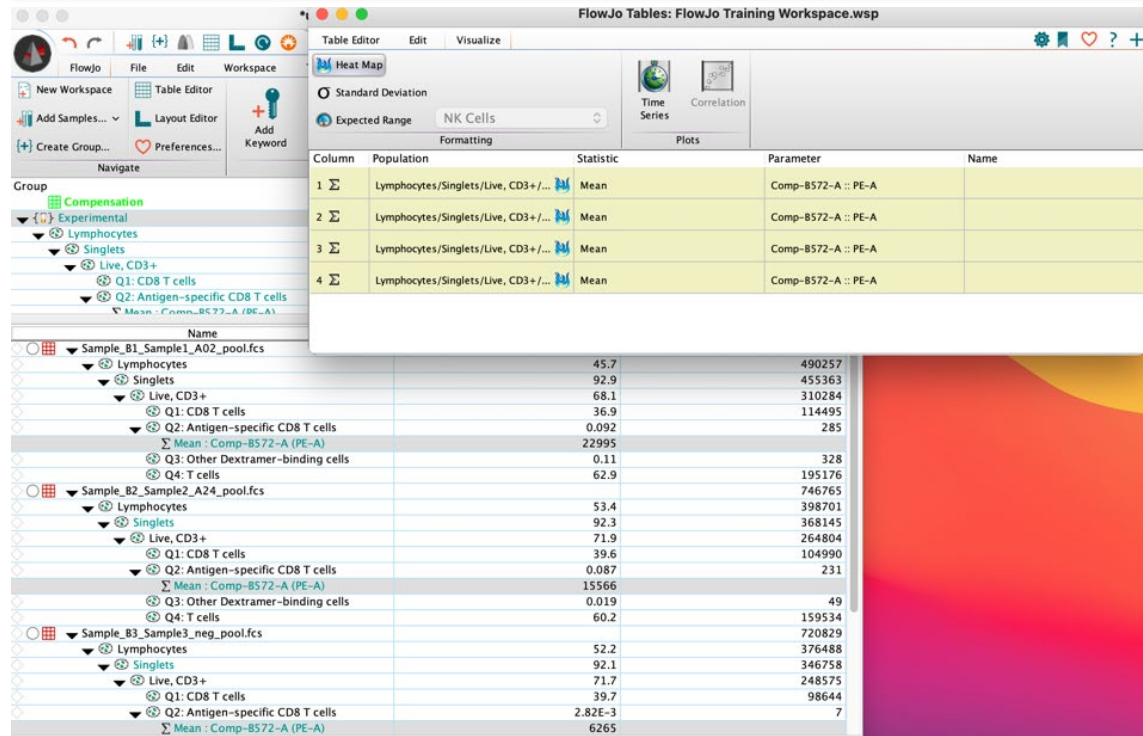 FlowJo Tables: FlowJo Training Workspace.wsp
Table Editor Edit Visualize
Heat Map
Standard Deviation
Expected Range NK Cells
Formatting
Time Series
Correlation
Plots
Column Population Statistic Parameter Name
1 Σ Lymphocytes/Singlets/Live, CD3+/... Mean Comp-B572-A :: PE-A
2 Σ Lymphocytes/Singlets/Live, CD3+/... Mean Comp-B572-A :: PE-A
3 Σ Lymphocytes/Singlets/Live, CD3+/... Mean Comp-B572-A :: PE-A
4 Σ Lymphocytes/Singlets/Live, CD3+/... Mean Comp-B572-A :: PE-A
FlowJo File Edit Workspace
New Workspace Table Editor
Add Samples... Layout Editor
{+} Create Group... Preferences...
Add Keyword
Navigate
Group
Compensation
Experimental
Lymphocytes
Singlets
Live, CD3+
Q1: CD8 T cells
Q2: Antigen-specific CD8 T cells
Σ Mean : Comp-B572-A (PE-A)
Name
Sample_B1_Sample1_A02_pool.fcs
Lymphocytes 45.7 490257
Singlets 92.9 455363
Live, CD3+ 68.1 310284
Q1: CD8 T cells 36.9 114495
Q2: Antigen-specific CD8 T cells 0.092 285
Σ Mean : Comp-B572-A (PE-A) 22995
Q3: Other Dextramer-binding cells 0.11 328
Q4: T cells 62.9 195176
Sample_B2_Sample2_A24_pool.fcs 746765
Lymphocytes 53.4 398701
Singlets 92.3 368145
Live, CD3+ 71.9 264804
Q1: CD8 T cells 39.6 104990
Q2: Antigen-specific CD8 T cells 0.087 231
Σ Mean : Comp-B572-A (PE-A) 15566
Q3: Other Dextramer-binding cells 0.019 49
Q4: T cells 60.2 159534
Sample_B3_Sample3_neg_pool.fcs 720829
Lymphocytes 52.2 376488
Singlets 92.1 346758
Live, CD3+ 71.7 248575
Q1: CD8 T cells 39.7 98644
Q2: Antigen-specific CD8 T cells 2.82E-3 7
Σ Mean : Comp-B572-A (PE-A) 6265